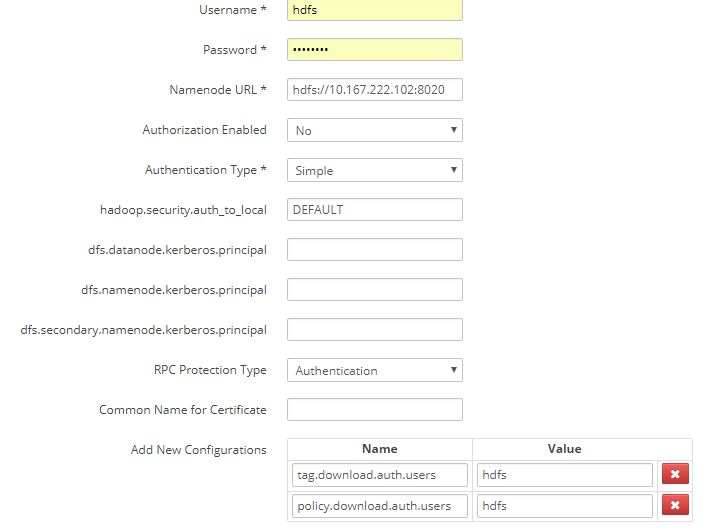 Username * hdfs
Password * ••••••••
Namenode URL * hdfs://10.167.222.102:8020
Authorization Enabled No
Authentication Type * Simple
hadoop.security.auth_to_local DEFAULT
dfs.datanode.kerberos.principal
dfs.namenode.kerberos.principal
dfs.secondary.namenode.kerberos.principal
RPC Protection Type Authentication
Common Name for Certificate
Add New Configurations Name Value
tag.download.auth.users hdfs
policy.download.auth.users hdfs